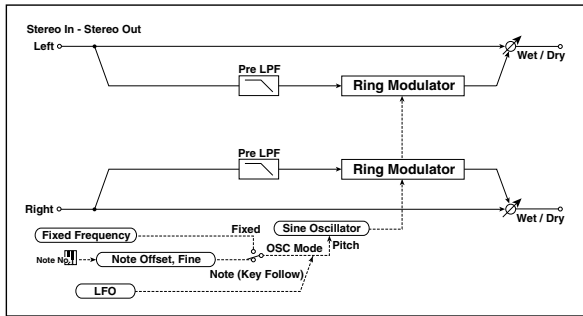 Stereo In - Stereo Out
Left
Wet / Dry
Pre LPF
Ring Modulator
Pre LPF
Ring Modulator
Right
Wet / Dry
Fixed Frequency
Fixed
Sine Oscillator
OSC Mode
Pitch
Note No.
Note Offset, Fine
Note (Key Follow)
LFO